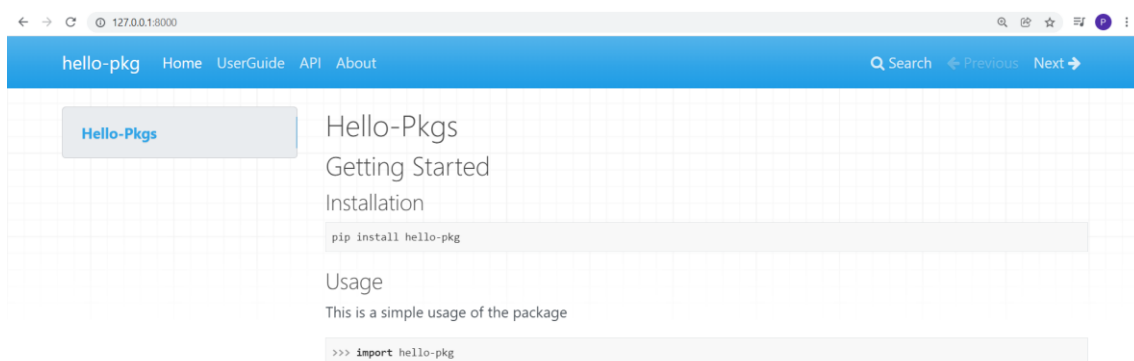 127.0.0.1:8000
P
hello-pkg Home UserGuide API About Search Previous Next
Hello-Pkgs
Hello-Pkgs
Getting Started
Installation
pip install hello-pkg
Usage
This is a simple usage of the package
>>> import hello-pkg